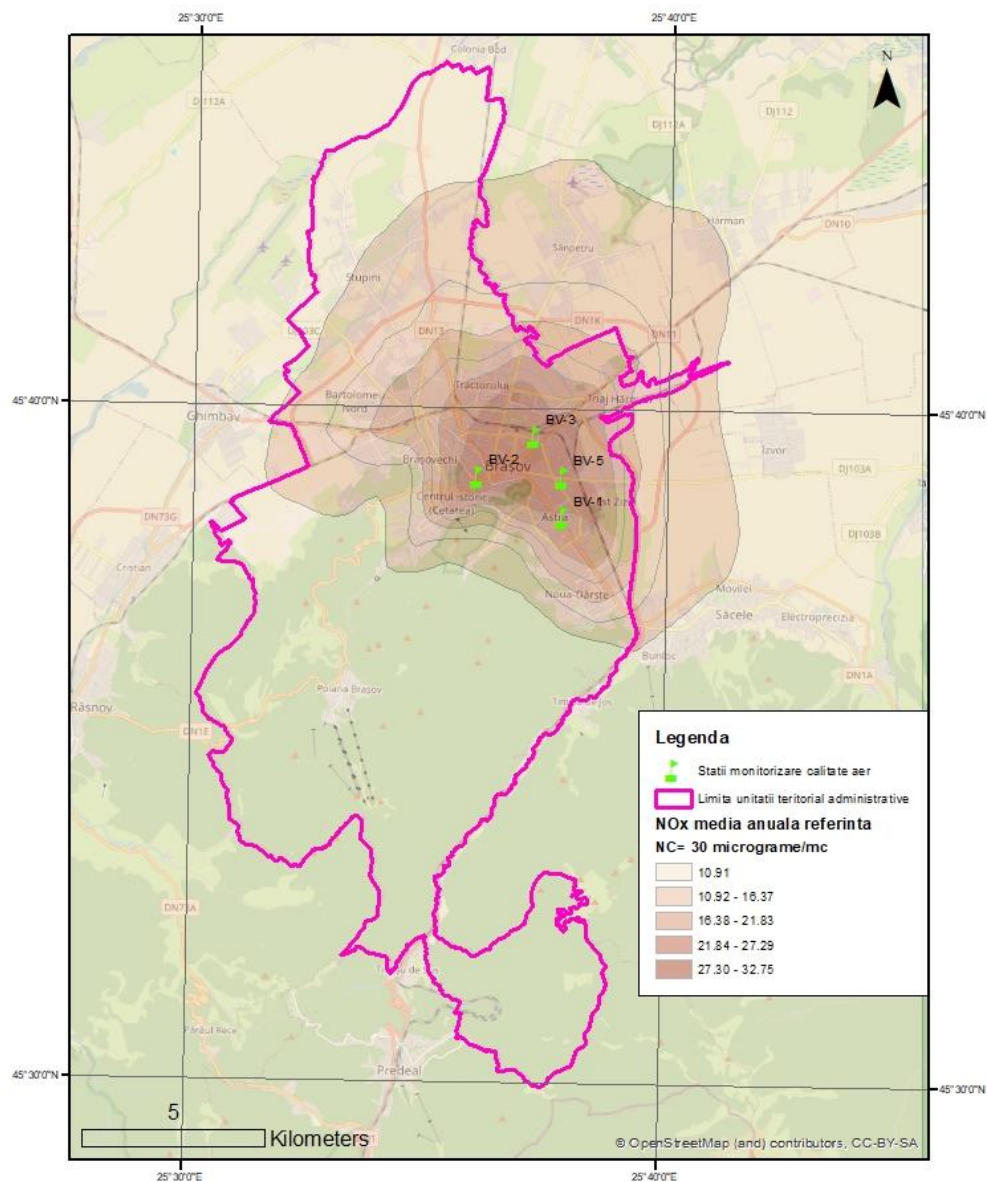 25°30'0"E
25°40'0"E
Colonia Bod
N
DJ112A
DJ112
DJ112A
Hărman
DN10
Sânpetru
Stupini
DN13
DN1K
DN11
Tractorului
Bartolomeu
Nord
45°40'0"N
45°40'0"N
Ghimbav
BV-3
Brașovechi
BV-2
Brașov
BV-5
Izvor
DJ103A
Centrul Istoric
(Cetatea)
BV-1
Astra
DN73G
DJ103B
Cristian
Noua-Dârste
Movilei
Săcele
Electroprecizia
Bunloc
DN1A
Poiana Brașov
Râșnov
DN1E
Legenda
Statii monitorizare calitate aer
Limita unitatii teritorial administrative
NOx media anuala referinta
NC= 30 micrograme/mc
10.91
10.92 - 16.37
16.38 - 21.83
21.84 - 27.29
27.30 - 32.75
DN73A
Pârâul Rece
Predeal
45°30'0"N
45°30'0"N
5
Kilometers
© OpenStreetMap (and) contributors, CC-BY-SA
25°30'0"E
25°40'0"E